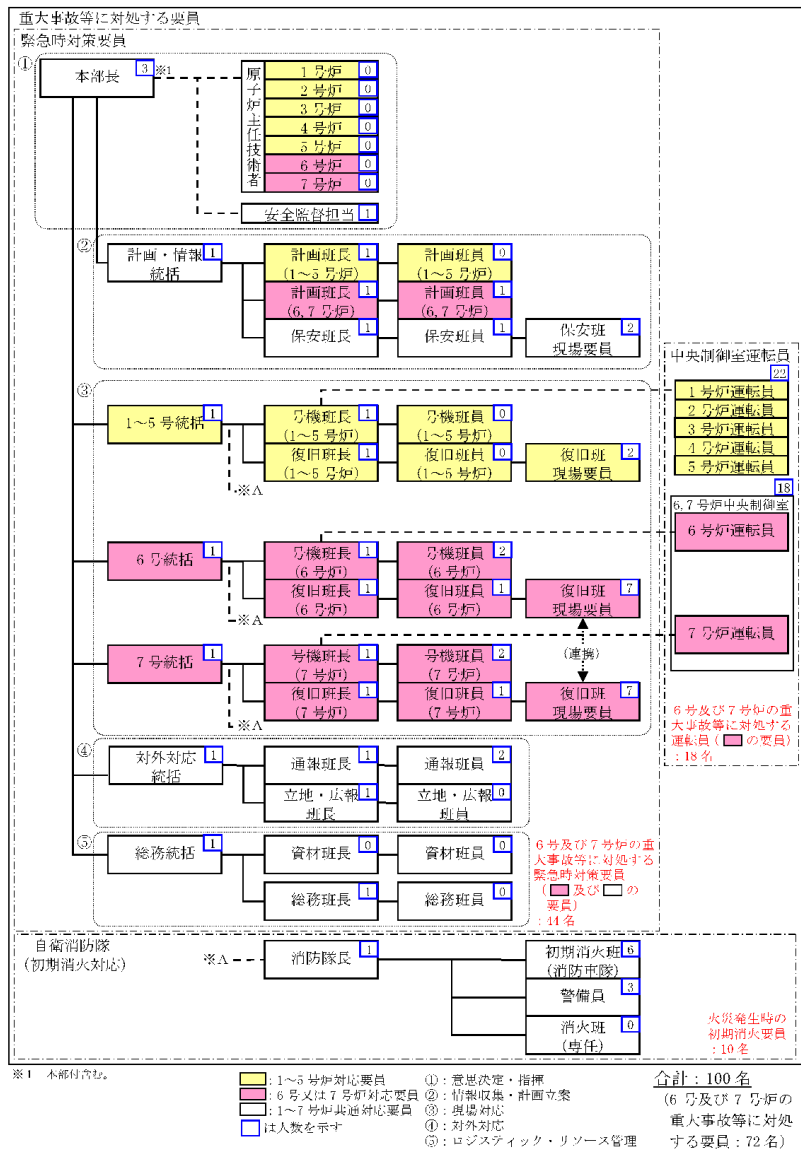 重大事故等に対処する要員
緊急時対策要員
①
本部長
3
※1
原子炉主任技術者
1号炉 0
2号炉 0
3号炉 0
4号炉 0
5号炉 0
6号炉 0
7号炉 0
安全監督担当 1
②
計画・情報
統括
1
計画班長
(1～5号炉)
1
計画班員
(1～5号炉)
0
計画班長
(6,7号炉)
1
計画班員
(6,7号炉)
1
保安班長 1
保安班員 1
保安班
現場要員
2
中央制御室運転員
22
1号炉運転員
2号炉運転員
3号炉運転員
4号炉運転員
5号炉運転員
18
6,7号炉中央制御室
6号炉運転員
7号炉運転員
6号及び7号炉の重
大事故等に対処する
運転員(の要員)
:18名
③
1～5号統括 1
※A
号機班長
(1～5号炉)
1
号機班員
(1～5号炉)
0
復旧班長
(1～5号炉)
1
復旧班員
(1～5号炉)
0
復旧班
現場要員
2
6号統括 1
※A
号機班長
(6号炉)
1
号機班員
(6号炉)
2
復旧班長
(6号炉)
1
復旧班員
(6号炉)
1
復旧班
現場要員
7
(連携)
7号統括 1
※A
号機班長
(7号炉)
1
号機班員
(7号炉)
2
復旧班長
(7号炉)
1
復旧班員
(7号炉)
1
復旧班
現場要員
7
④
対外対応
統括
1
通報班長 1
通報班員 2
立地・広報
班長
1
立地・広報
班員
0
⑤
総務統括 1
資材班長 0
資材班員 0
総務班長 1
総務班員 0
6号及び7号炉の重
大事故等に対処する
緊急時対策要員
(及びの
要員)
:44名
自衛消防隊
(初期消火対応)
※A
消防隊長 1
初期消火班
(消防車隊)
6
警備員 3
消火班
(専任)
0
火災発生時の
初期消火要員
:10名
※1 本部付含む。
:1～5号炉対応要員
:6号又は7号炉対応要員
:1～7号炉共通対応要員
は人数を示す
①:意思決定・指揮
②:情報収集・計画立案
③:現場対応
④:対外対応
⑤:ロジスティック・リソース管理
合計:100名
(6号及び7号炉の
重大事故等に対処
する要員:72名)